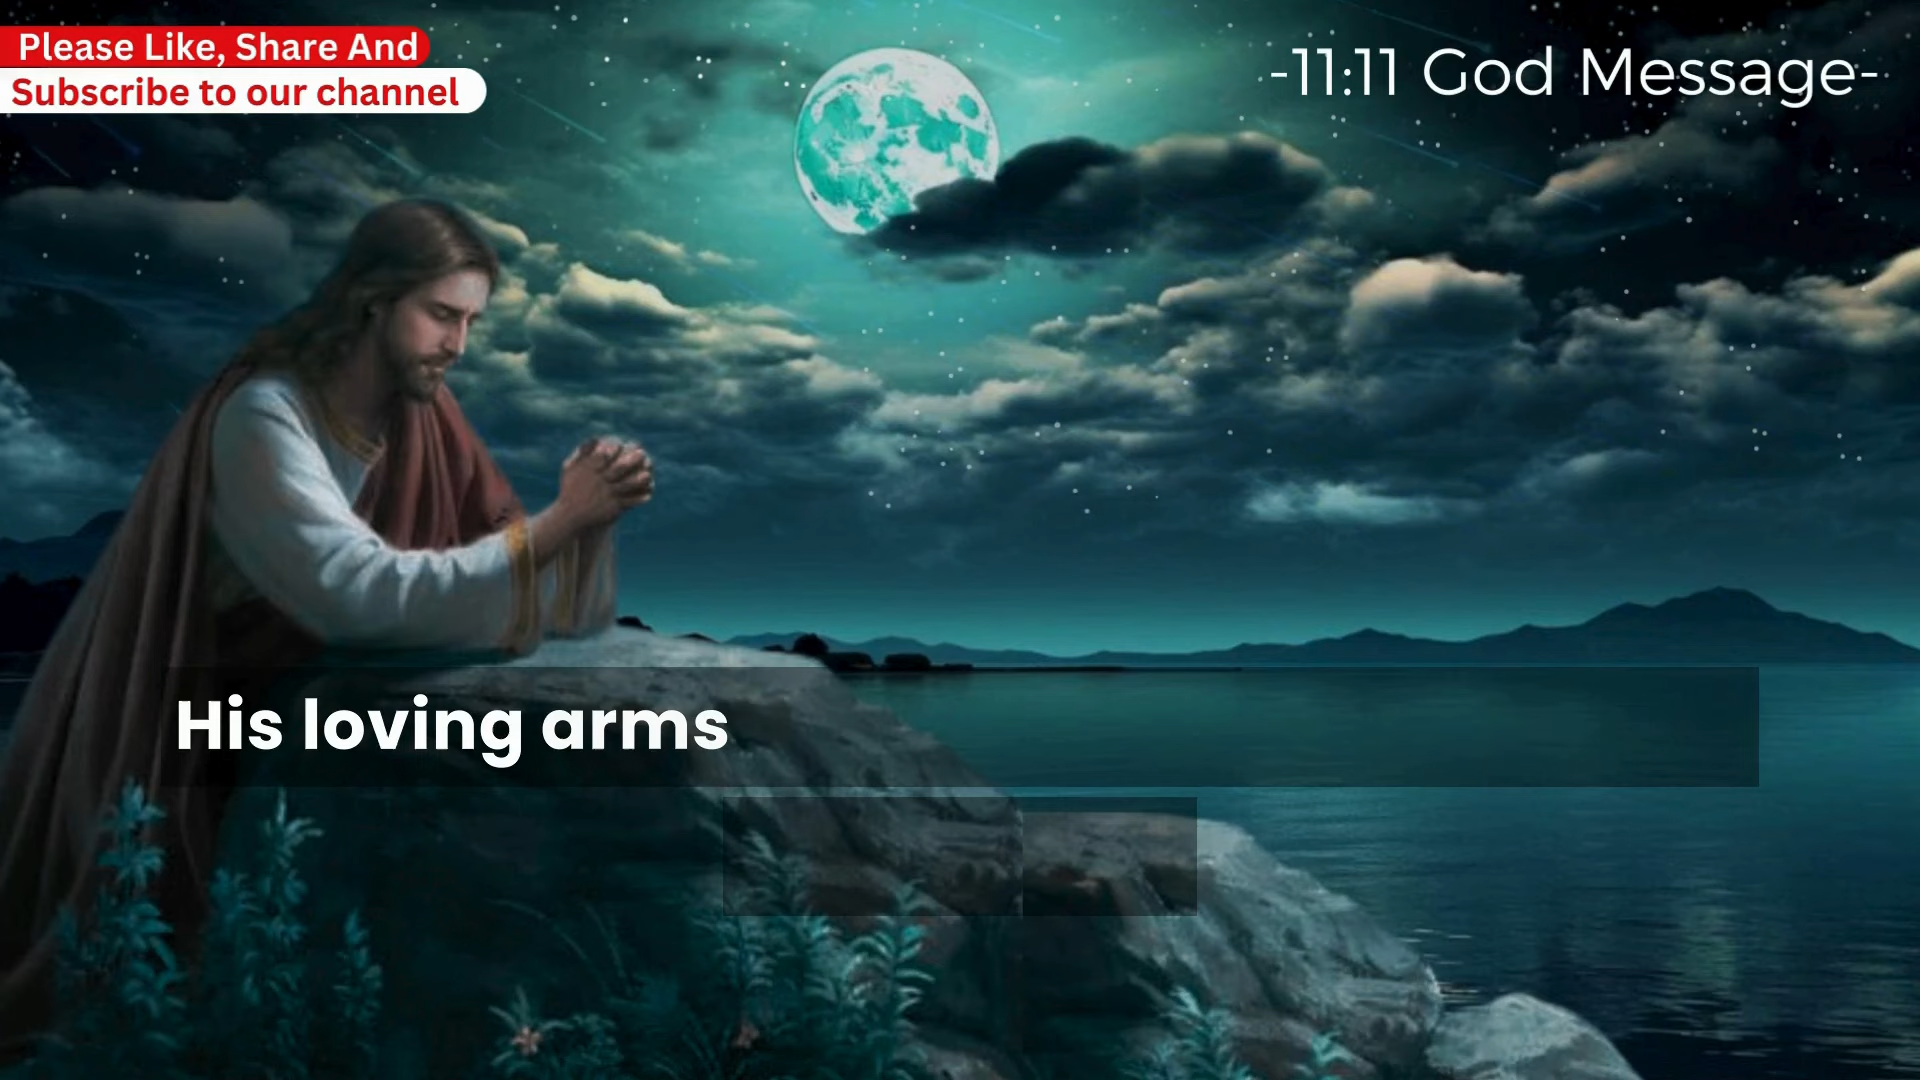 Please Like, Share And
Subscribe to our channel
-11:11 God Message-
His loving arms